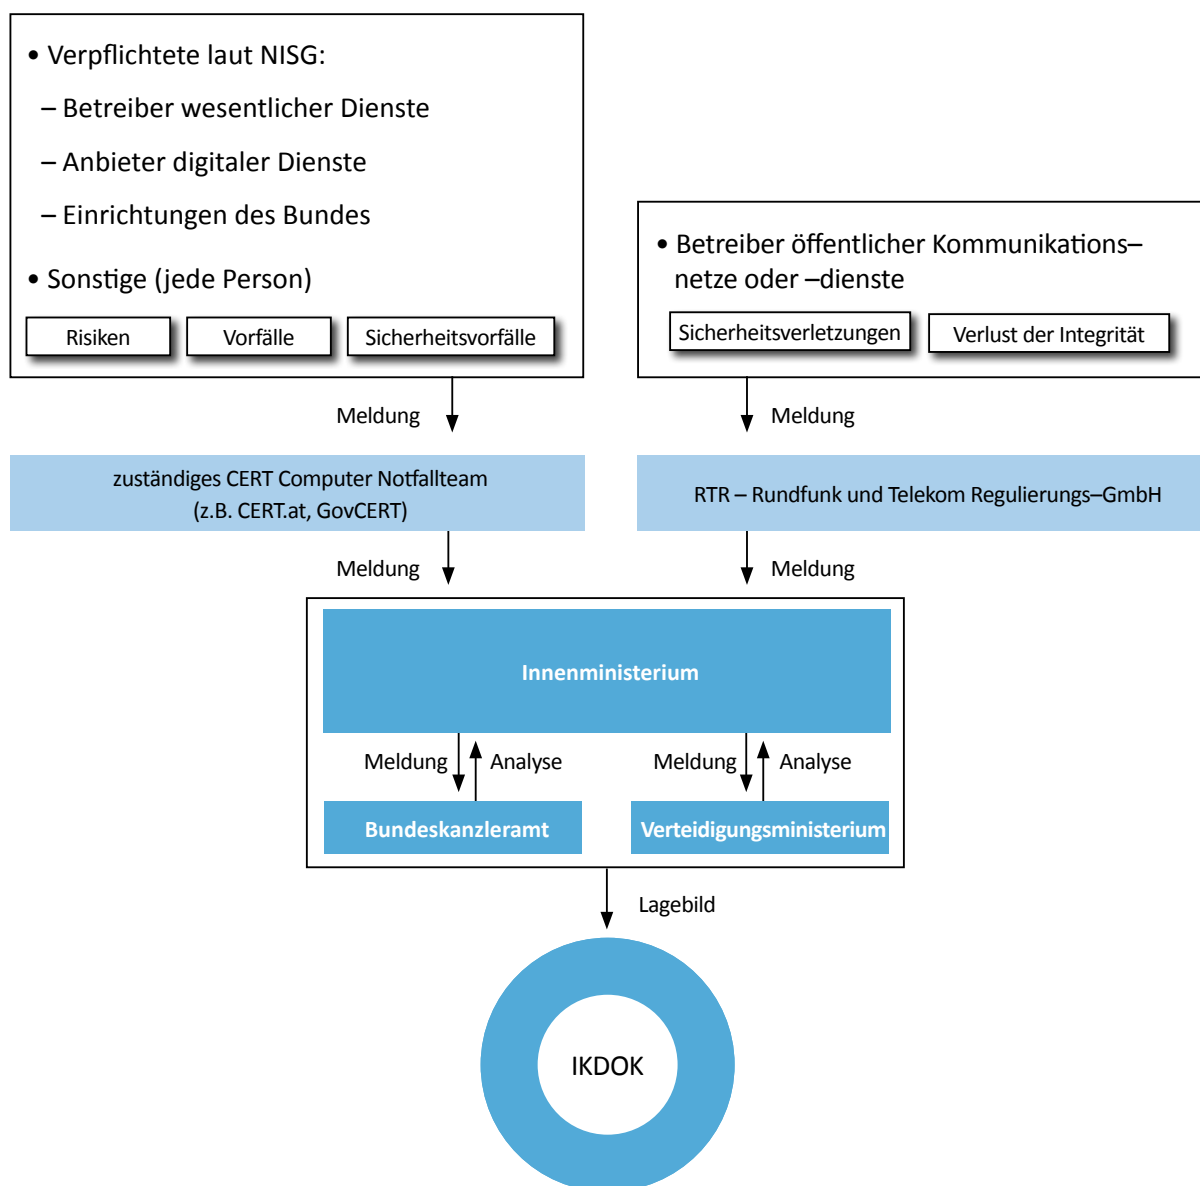 • Verpflichtete laut NISG:
– Betreiber wesentlicher Dienste
– Anbieter digitaler Dienste
– Einrichtungen des Bundes
• Sonstige (jede Person)
Risiken
Vorfälle
Sicherheitsvorfälle
• Betreiber öffentlicher Kommunikations–
netze oder –dienste
Sicherheitsverletzungen
Verlust der Integrität
Meldung
Meldung
zuständiges CERT Computer Notfallteam
(z.B. CERT.at, GovCERT)
RTR – Rundfunk und Telekom Regulierungs–GmbH
Meldung
Meldung
Innenministerium
Meldung
Analyse
Meldung
Analyse
Bundeskanzleramt
Verteidigungsministerium
Lagebild
IKDOK